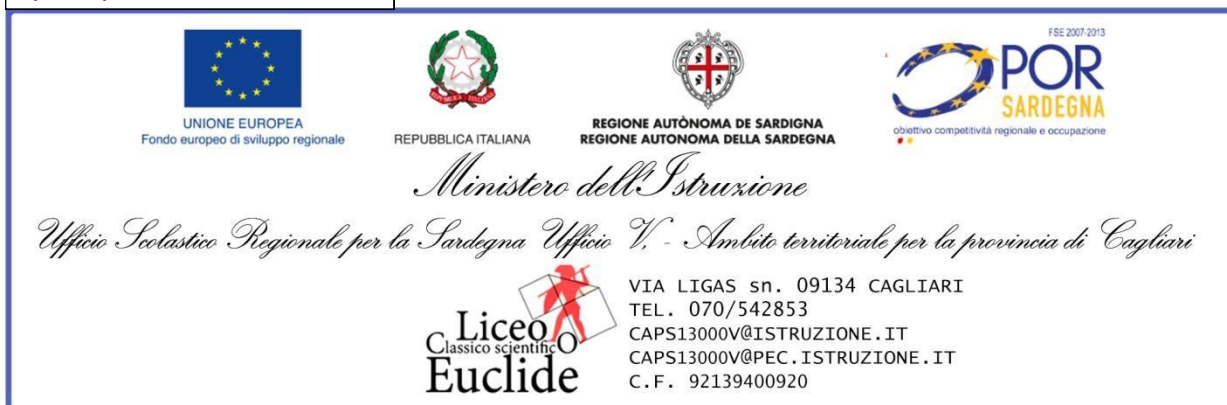 FSE 2007-2013
POR
SARDEGNA
obiettivo competitività regionale e occupazione
UNIONE EUROPEA
Fondo europeo di sviluppo regionale
REPUBBLICA ITALIANA
REGIONE AUTÒNOMA DE SARDIGNA
REGIONE AUTONOMA DELLA SARDEGNA
Ministero dell'Istruzione
Ufficio Scolastico Regionale per la Sardegna Ufficio V. - Ambito territoriale per la provincia di Cagliari
Liceo
Classico scientificO
Euclide
VIA LIGAS sn. 09134 CAGLIARI
TEL. 070/542853
CAPS13000V@ISTRUZIONE.IT
CAPS13000V@PEC.ISTRUZIONE.IT
C.F. 92139400920